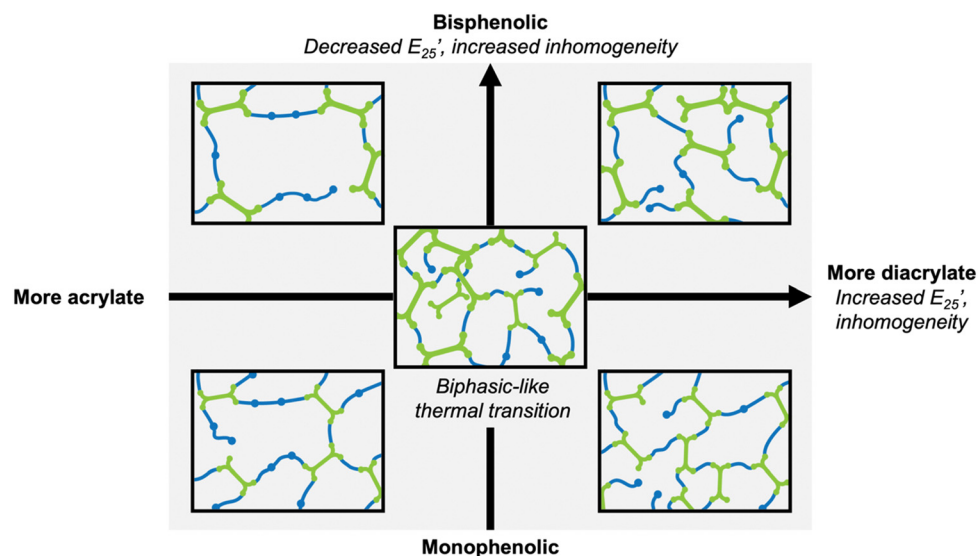 Bisphenolic
Decreased E25', increased inhomogeneity
More acrylate
More diacrylate
Increased E25',
inhomogeneity
Biphasic-like
thermal transition
Monophenolic